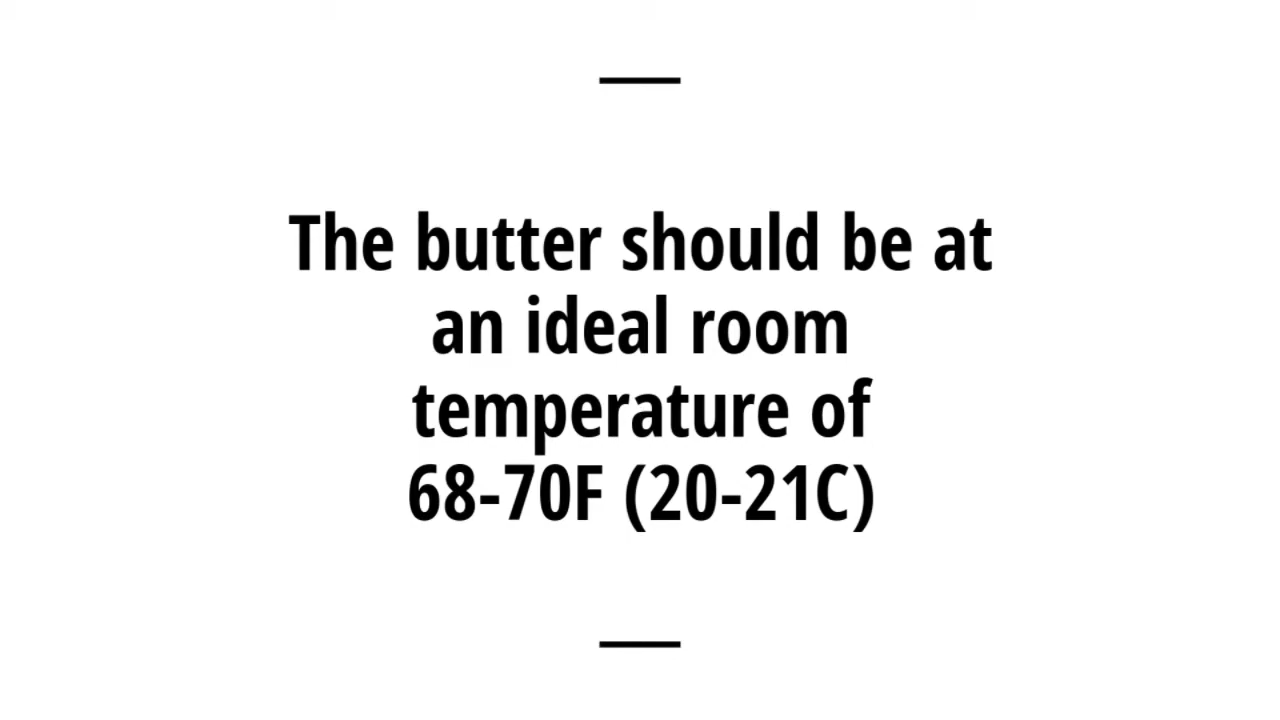 The butter should be at
an ideal room
temperature of
68-70F (20-21C)